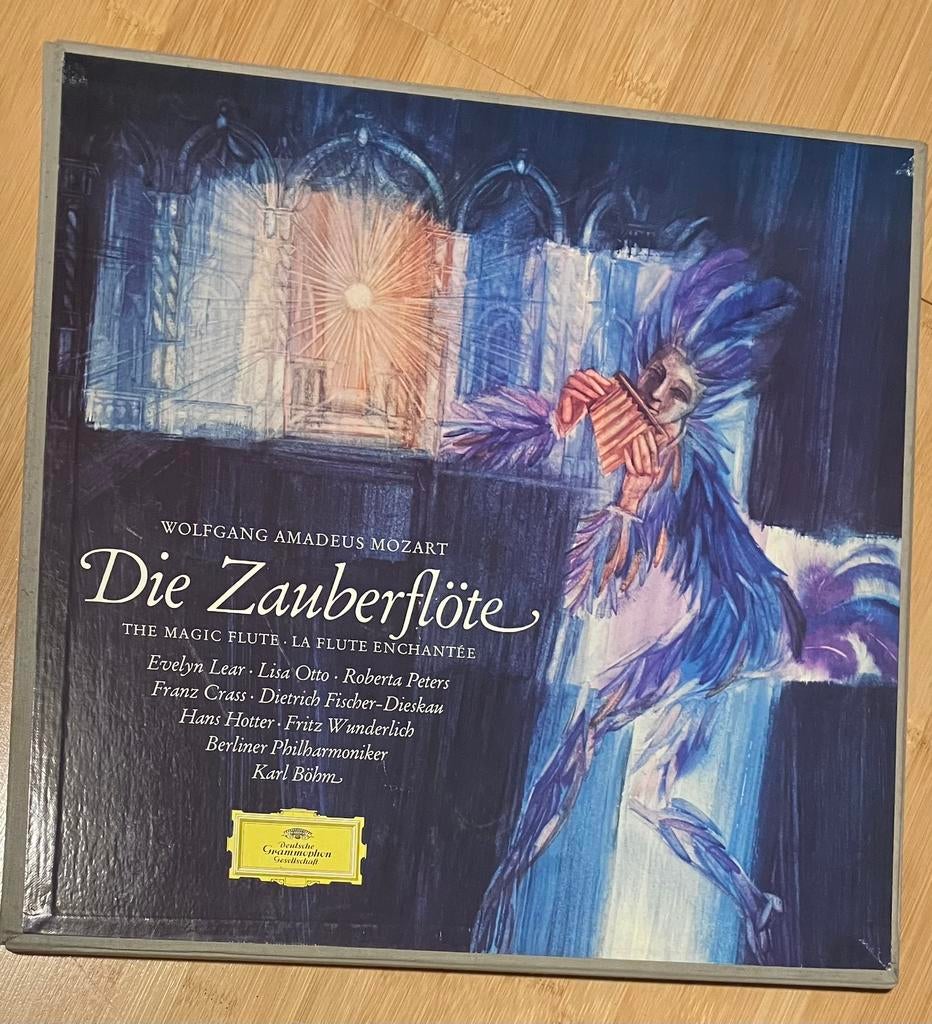 WOLFGANG AMADEUS MOZART
Die Zauberflöte
THE MAGIC FLUTE · LA FLUTE ENCHANTÉE
Evelyn Lear · Lisa Otto · Roberta Peters
Franz Crass · Dietrich Fischer-Dieskau
Hans Hotter · Fritz Wunderlich
Berliner Philharmoniker
Karl Böhm
deutsche
Grammophon
Gesellschaft